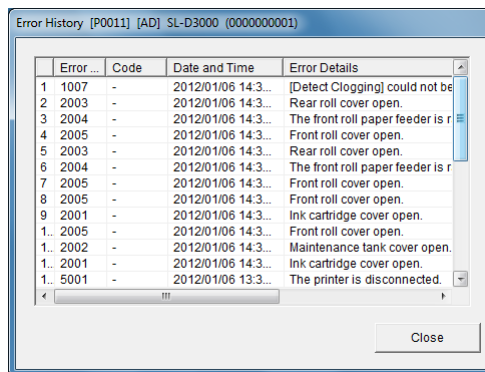 Error History [P0011] [AD] SL-D3000 (0000000001)
Error ... Code Date and Time Error Details
1 1007 - 2012/01/06 14:3... [Detect Clogging] could not be
2 2003 - 2012/01/06 14:3... Rear roll cover open.
3 2004 - 2012/01/06 14:3... The front roll paper feeder is r
4 2005 - 2012/01/06 14:3... Front roll cover open.
5 2003 - 2012/01/06 14:3... Rear roll cover open.
6 2004 - 2012/01/06 14:3... The front roll paper feeder is r
7 2005 - 2012/01/06 14:3... Front roll cover open.
8 2005 - 2012/01/06 14:3... Front roll cover open.
9 2001 - 2012/01/06 14:3... Ink cartridge cover open.
1.. 2005 - 2012/01/06 14:3... Front roll cover open.
1.. 2002 - 2012/01/06 14:3... Maintenance tank cover open.
1.. 2001 - 2012/01/06 14:3... Ink cartridge cover open.
1.. 5001 - 2012/01/06 13:3... The printer is disconnected.
Close